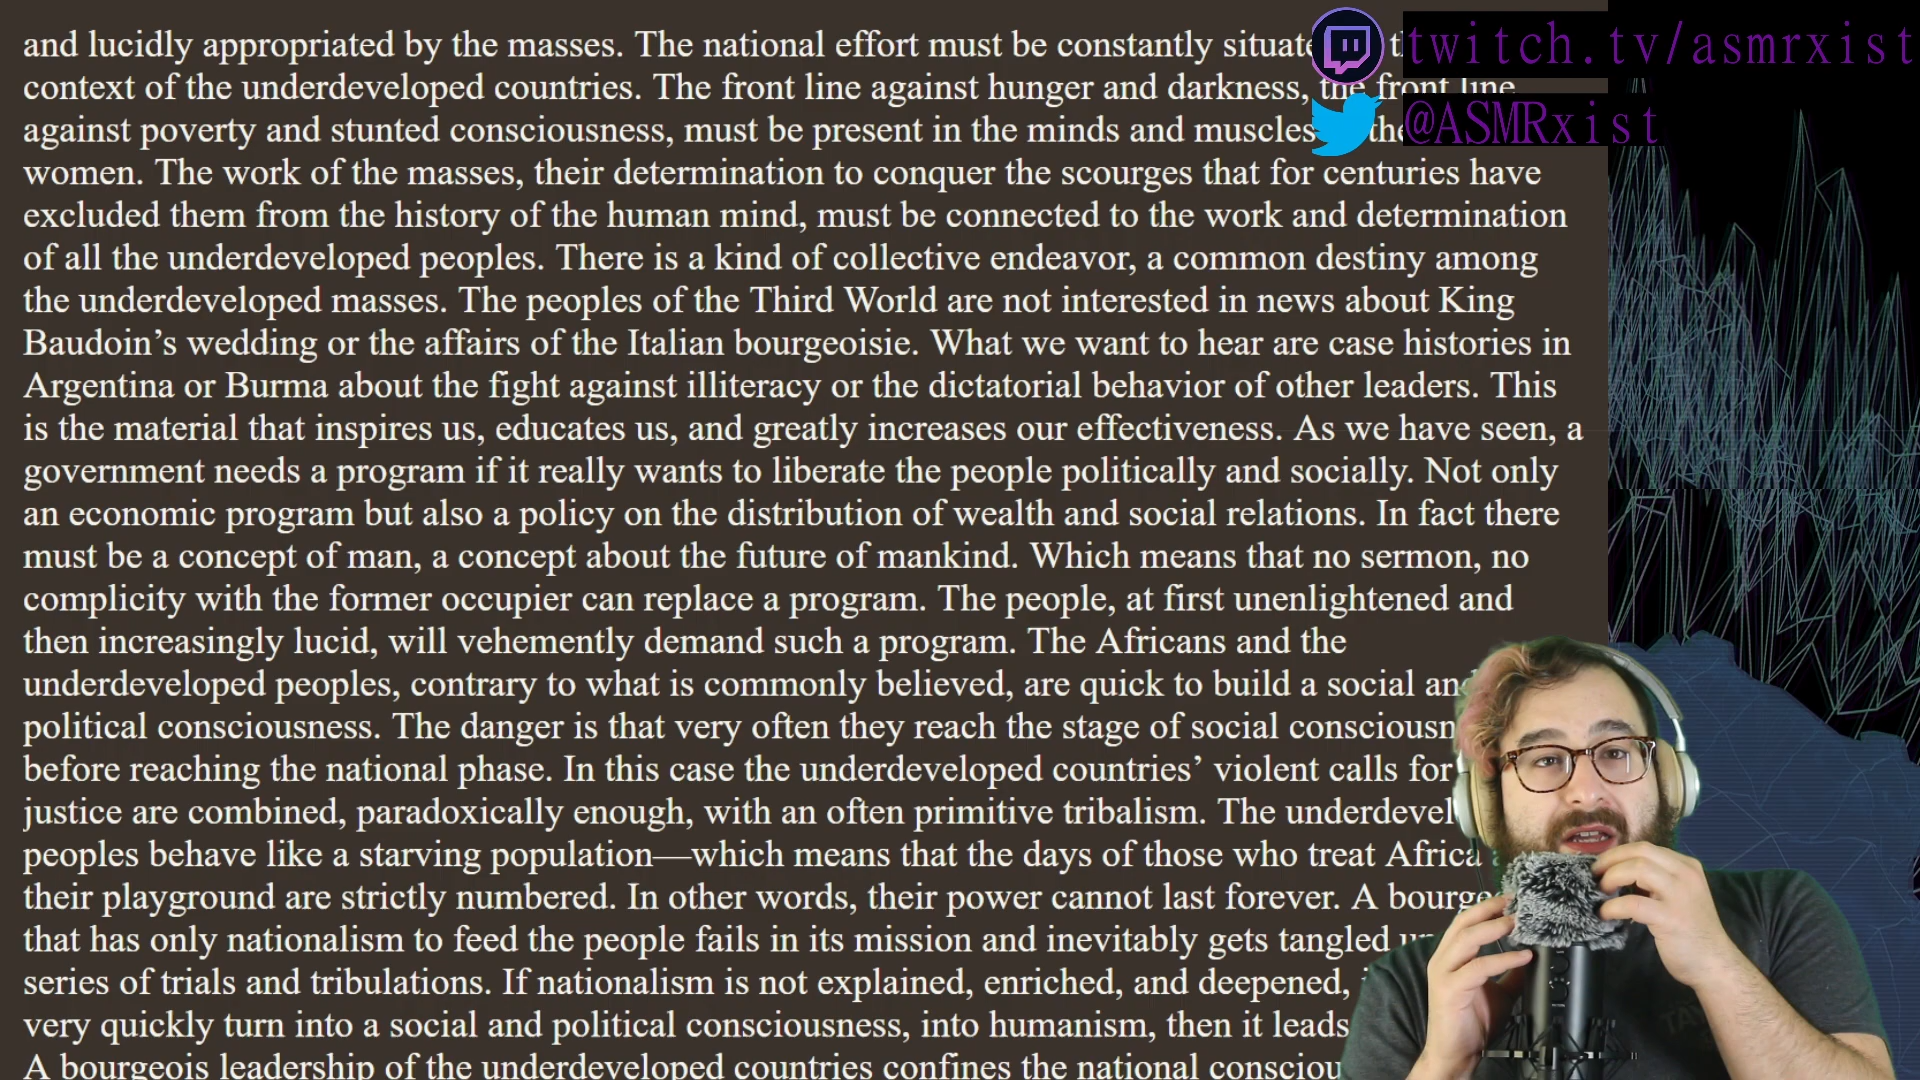 and lucidly appropriated by the masses. The national effort must be constantly
twitch.tv/asmrxist
context of the underdeveloped countries. The front line against hunger and darkness, the front line
against poverty and stunted consciousness, must be present in the minds and muscles
@ASMRxist
women. The work of the masses, their determination to conquer the scourges that for centuries have
excluded them from the history of the human mind, must be connected to the work and determination
of all the underdeveloped peoples. There is a kind of collective endeavor, a common destiny among
the underdeveloped masses. The peoples of the Third World are not interested in news about King
Baudoin’s wedding or the affairs of the Italian bourgeoisie. What we want to hear are case histories in
Argentina or Burma about the fight against illiteracy or the dictatorial behavior of other leaders. This
is the material that inspires us, educates us, and greatly increases our effectiveness. As we have seen, a
government needs a program if it really wants to liberate the people politically and socially. Not only
an economic program but also a policy on the distribution of wealth and social relations. In fact there
must be a concept of man, a concept about the future of mankind. Which means that no sermon, no
complicity with the former occupier can replace a program. The people, at first unenlightened and
then increasingly lucid, will vehemently demand such a program. The Africans and the
underdeveloped peoples, contrary to what is commonly believed, are quick to build a social and
political consciousness. The danger is that very often they reach the stage of social
before reaching the national phase. In this case the underdeveloped countries’ violent calls for
justice are combined, paradoxically enough, with an often primitive tribalism. The
peoples behave like a starving population—which means that the days of those who treat Africa
their playground are strictly numbered. In other words, their power cannot last forever. A
that has only nationalism to feed the people fails in its mission and inevitably gets tangled
series of trials and tribulations. If nationalism is not explained, enriched, and deepened,
very quickly turn into a social and political consciousness, into humanism, then it leads
A bourgeois leadership of the underdeveloped countries confines the national